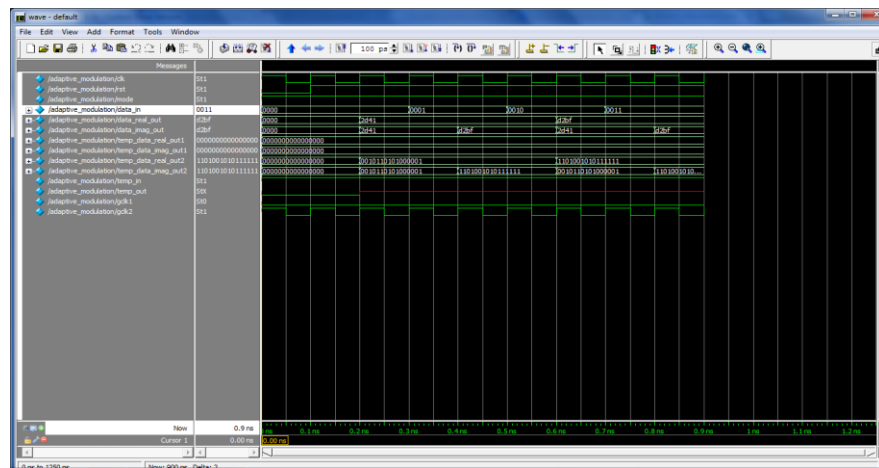 wave - default
File Edit View Add Format Tools Window
100 ps
Messages
/adaptive_modulation/clk St1
/adaptive_modulation/rst St1
/adaptive_modulation/mode St1
/adaptive_modulation/data_in 0011 0000 0001 0010 0011
/adaptive_modulation/data_real_out d2bf 0000 2d41 d2bf
/adaptive_modulation/data_imag_out d2bf 0000 2d41 d2bf 2d41 d2bf
/adaptive_modulation/temp_data_real_out1 0000000000000000 0000000000000000
/adaptive_modulation/temp_data_imag_out1 0000000000000000 0000000000000000
/adaptive_modulation/temp_data_real_out2 1101001010111111 0000000000000000 0010110101000001 1101001010111111
/adaptive_modulation/temp_data_imag_out2 1101001010111111 0000000000000000 0010110101000001 1101001010111111 0010110101000001 1101001010...
/adaptive_modulation/temp_in St1
/adaptive_modulation/temp_out StX
/adaptive_modulation/gclk1 St0
/adaptive_modulation/gclk2 St1
Now 0.9 ns 0.1 ns 0.2 ns 0.3 ns 0.4 ns 0.5 ns 0.6 ns 0.7 ns 0.8 ns 0.9 ns 1 ns 1.1 ns 1.2 ns
Cursor 1 0.00 ns 0.00 ns
0 ps to 1250 ps Now: 900 ps Delta: 2